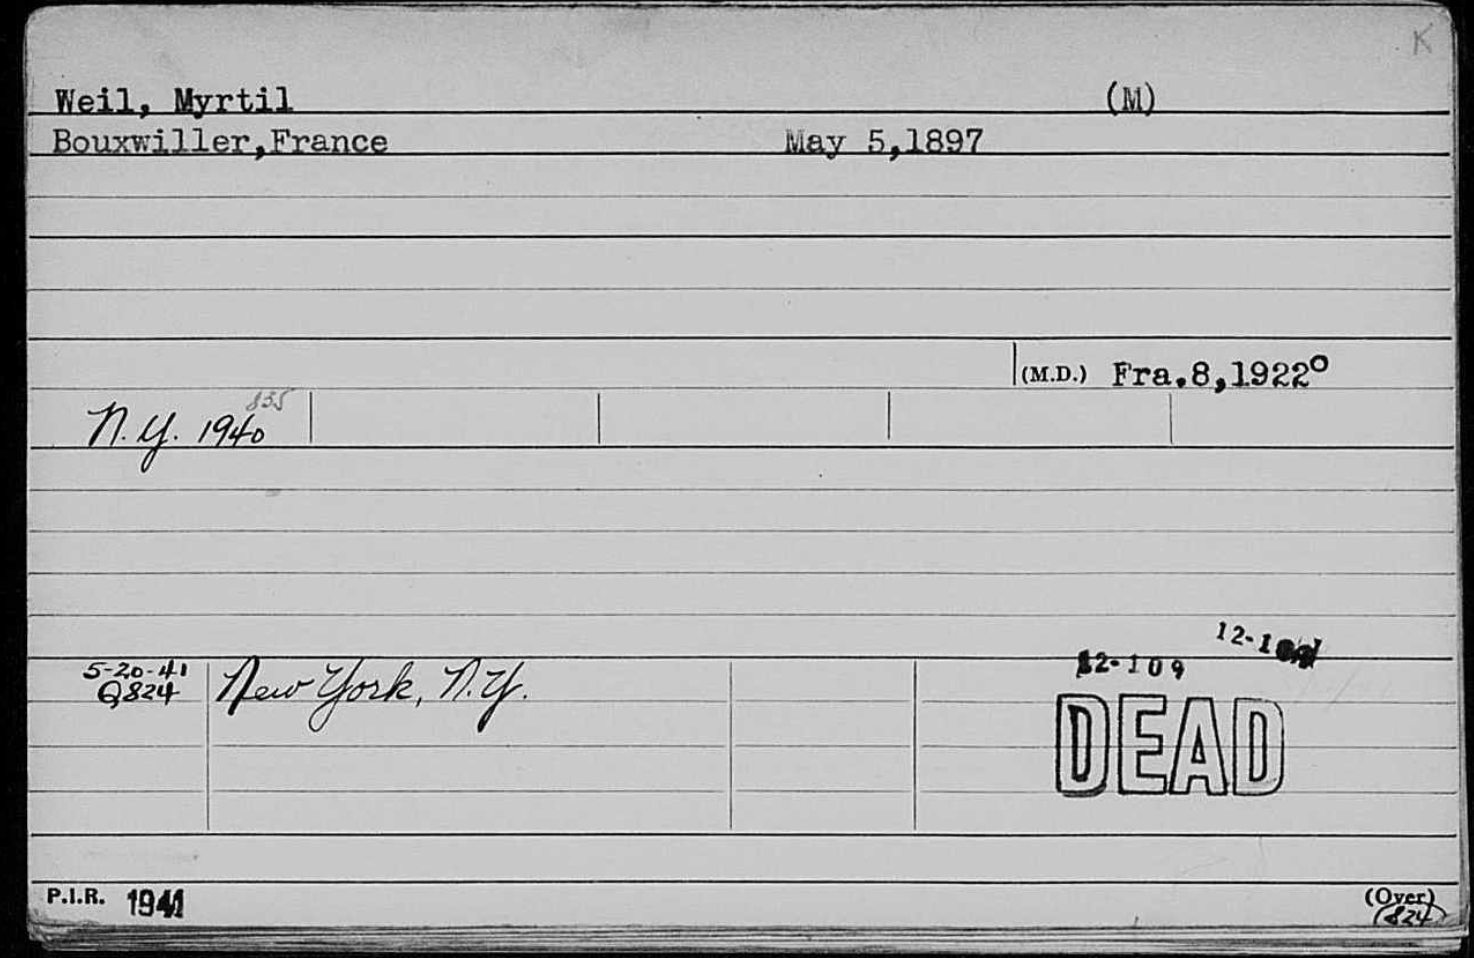 K
Weil, Myrtil (M)
Bouxwiller,France May 5,1897
(M.D.) Fra.8,1922°
835
N.Y. 1940
12-1
5-20-41 12-109
Q824 New York, N.Y.
DEAD
P.I.R. 1941 (Over)
(824)